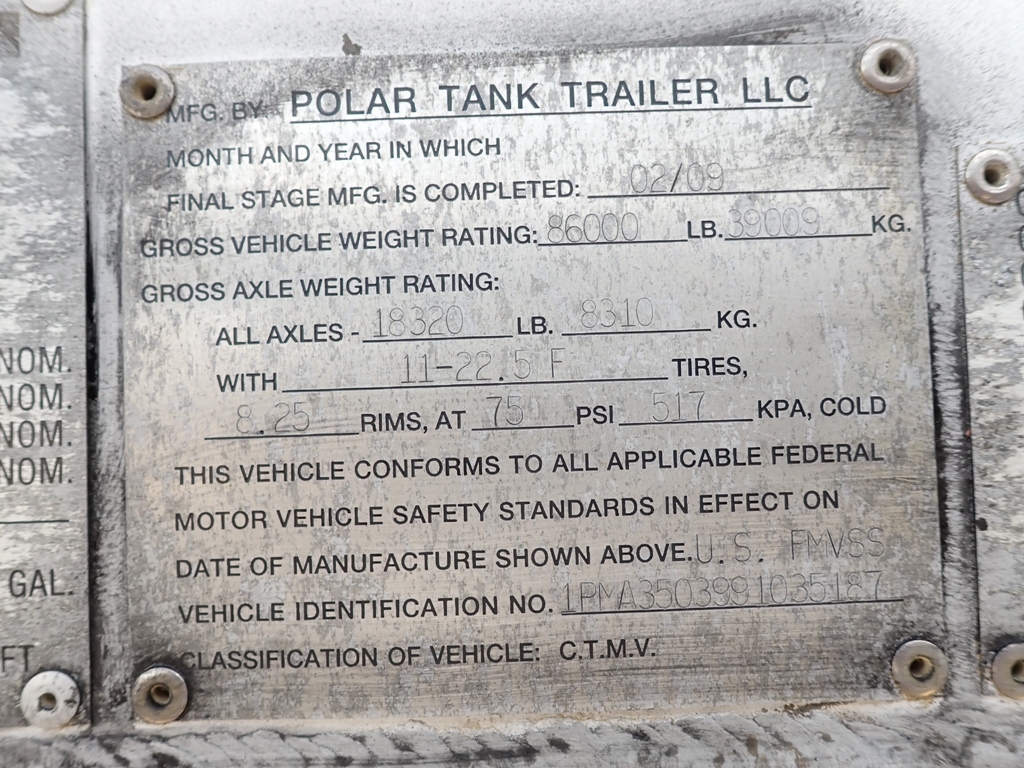 MFG. BY: POLAR TANK TRAILER LLC
MONTH AND YEAR IN WHICH
FINAL STAGE MFG. IS COMPLETED: 02/09
GROSS VEHICLE WEIGHT RATING: 86000 LB. 39009 KG.
GROSS AXLE WEIGHT RATING:
ALL AXLES - 18320 LB. 8310 KG.
WITH 11-22.5 F TIRES,
8.25 RIMS, AT 75 PSI 517 KPA, COLD
THIS VEHICLE CONFORMS TO ALL APPLICABLE FEDERAL
MOTOR VEHICLE SAFETY STANDARDS IN EFFECT ON
DATE OF MANUFACTURE SHOWN ABOVE. U.S. FMVSS
VEHICLE IDENTIFICATION NO. 1PMA3503991035187
CLASSIFICATION OF VEHICLE: C.T.M.V.
NOM.
NOM.
NOM.
NOM.
GAL.
FT